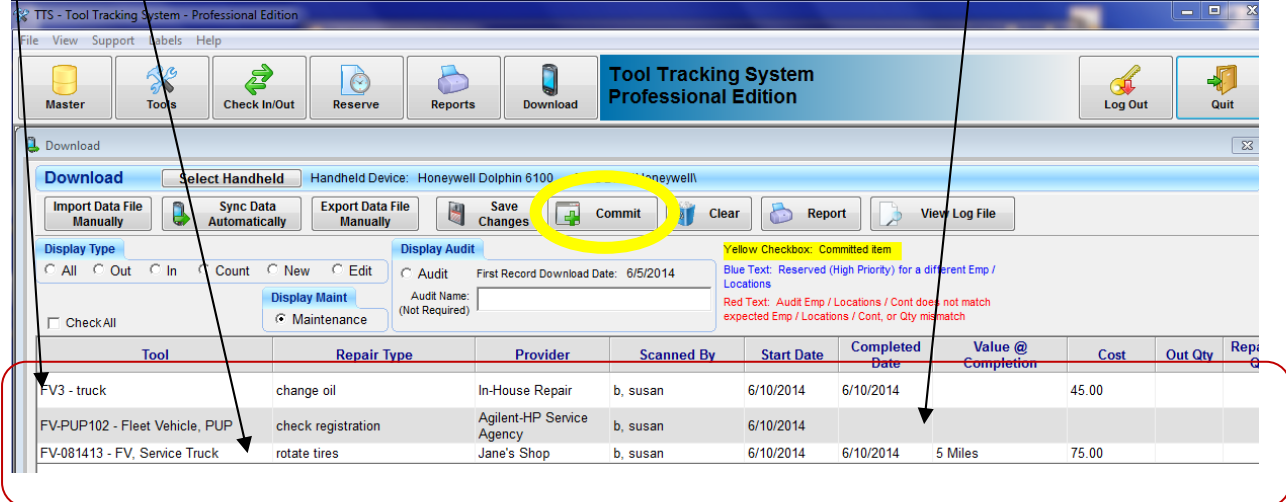 TTS - Tool Tracking System - Professional Edition
File View Support Labels Help
Master Tools Check In/Out Reserve Reports Download
Tool Tracking System
Professional Edition
Log Out Quit
Download
Download Select Handheld Handheld Device: Honeywell Dolphin 6100
Import Data File Manually
Sync Data Automatically
Export Data File Manually
Save Changes
Commit
Clear
Report
View Log File
Display Type
All Out In Count New Edit
Check All
Display Maint
Maintenance
Display Audit
Audit First Record Download Date: 6/5/2014
Audit Name:
(Not Required)
Yellow Checkbox: Committed item
Blue Text: Reserved (High Priority) for a different Emp /
Locations
Red Text: Audit Emp / Locations / Cont does not match
expected Emp / Locations / Cont, or Qty mismatch
Tool Repair Type Provider Scanned By Start Date Completed Date Value @ Completion Cost Out Qty
FV3 - truck change oil In-House Repair b, susan 6/10/2014 6/10/2014 45.00
FV-PUP102 - Fleet Vehicle, PUP check registration Agilent-HP Service Agency b, susan 6/10/2014
FV-081413 - FV, Service Truck rotate tires Jane's Shop b, susan 6/10/2014 6/10/2014 5 Miles 75.00